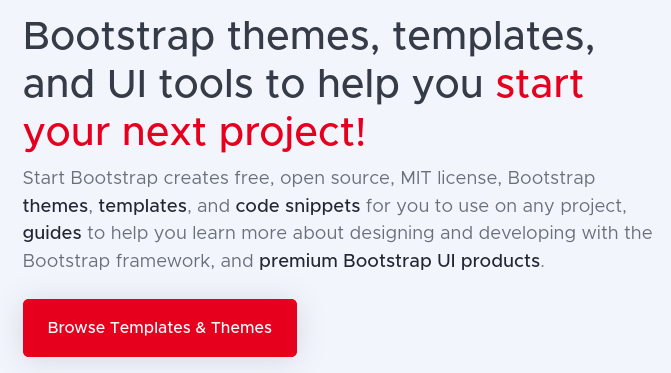 Bootstrap themes, templates,
and UI tools to help you start
your next project!
Start Bootstrap creates free, open source, MIT license, Bootstrap
themes, templates, and code snippets for you to use on any project,
guides to help you learn more about designing and developing with the
Bootstrap framework, and premium Bootstrap UI products.
Browse Templates & Themes